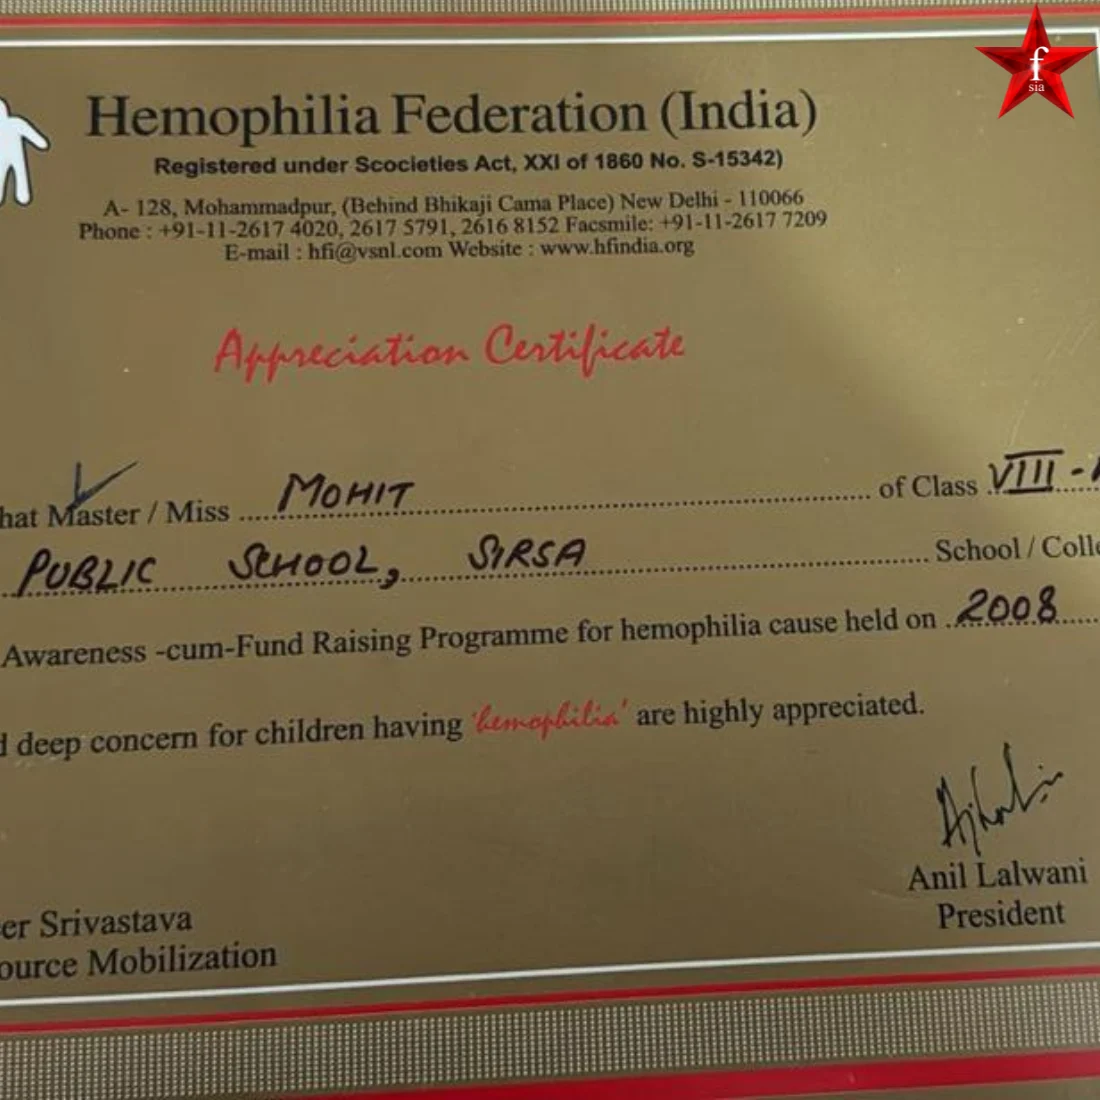 f
sia
Hemophilia Federation (India)
Registered under Scocieties Act, XXI of 1860 No. S-15342)
A- 128, Mohammadpur, (Behind Bhikaji Cama Place) New Delhi - 110066
Phone : +91-11-2617 4020, 2617 5791, 2616 8152 Facsmile: +91-11-2617 7209
E-mail : hfi@vsnl.com Website : www.hfindia.org
Appreciation Certificate
hat Master / Miss MOHIT of Class VIII -
PUBLIC SCHOOL, SIRSA School / Colle
Awareness -cum-Fund Raising Programme for hemophilia cause held on 2008
d deep concern for children having 'hemophilia' are highly appreciated.
Anil Lalwani
President
er Srivastava
ource Mobilization